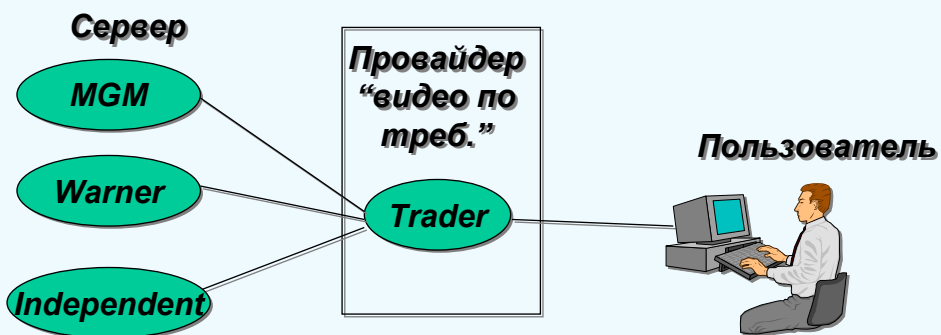 Сервер
MGM
Warner
Independent
Провайдер
“видео по
треб.”
Trader
Пользователь